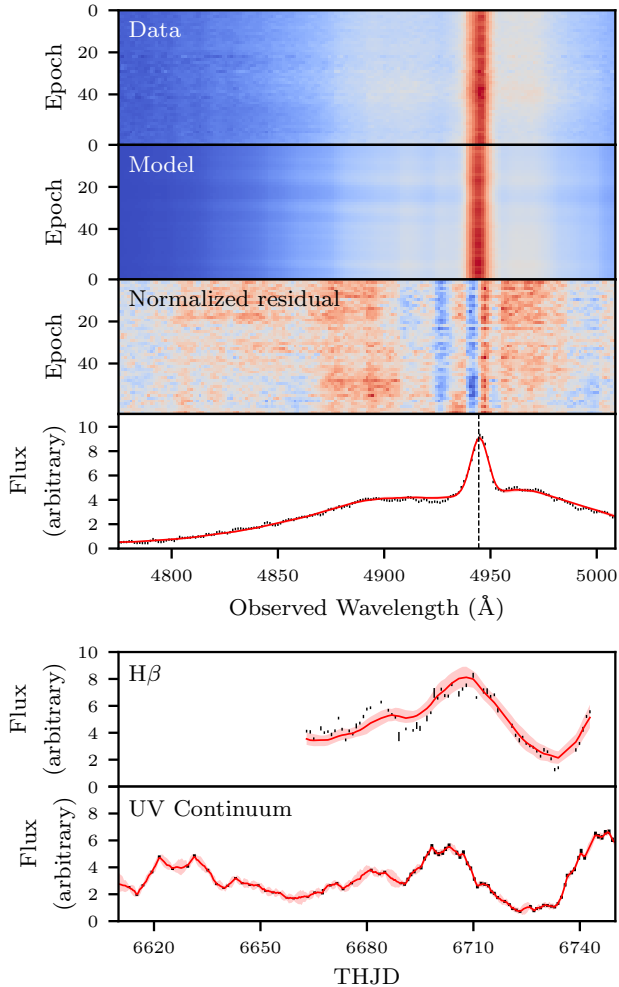 0
Data
Epoch
20
40
0
Model
Epoch
20
40
0
Normalized residual
Epoch
20
40
Flux
(arbitrary)
10
8
6
4
2
0
4800 4850 4900 4950 5000
Observed Wavelength (Å)
Hβ
Flux
(arbitrary)
10
8
6
4
2
0
UV Continuum
Flux
(arbitrary)
8
6
4
2
0
6620 6650 6680 6710 6740
THJD